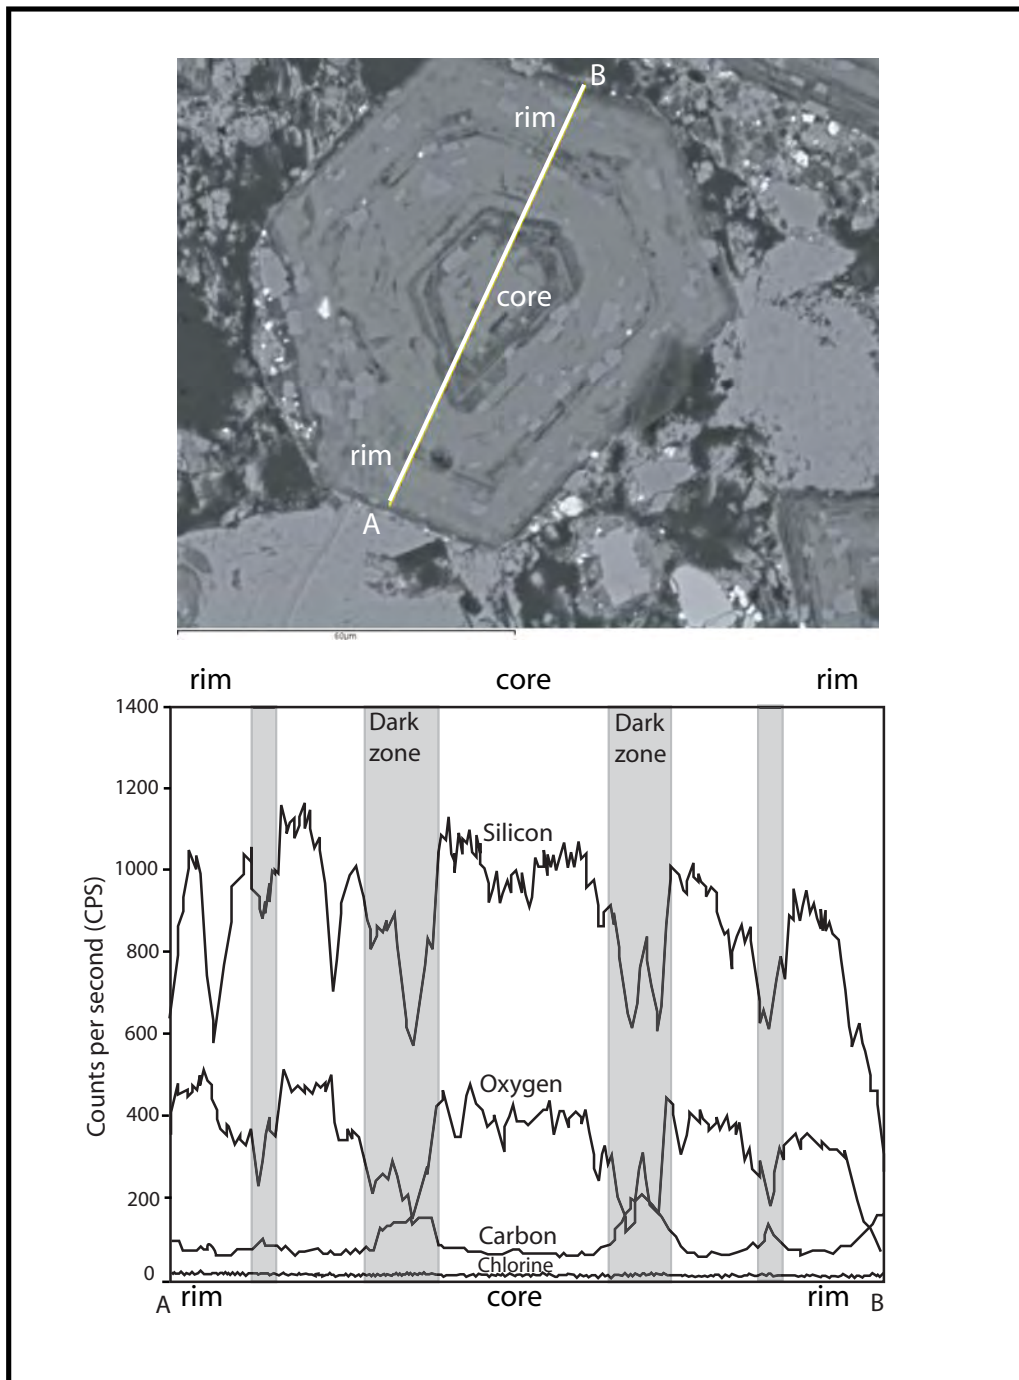 B
rim
core
rim
A
60µm
rim core rim
1400
1200
1000
800
600
400
200
0
Counts per second (CPS)
Dark
zone
Dark
zone
Silicon
Oxygen
Carbon
Chlorine
A rim core rim B